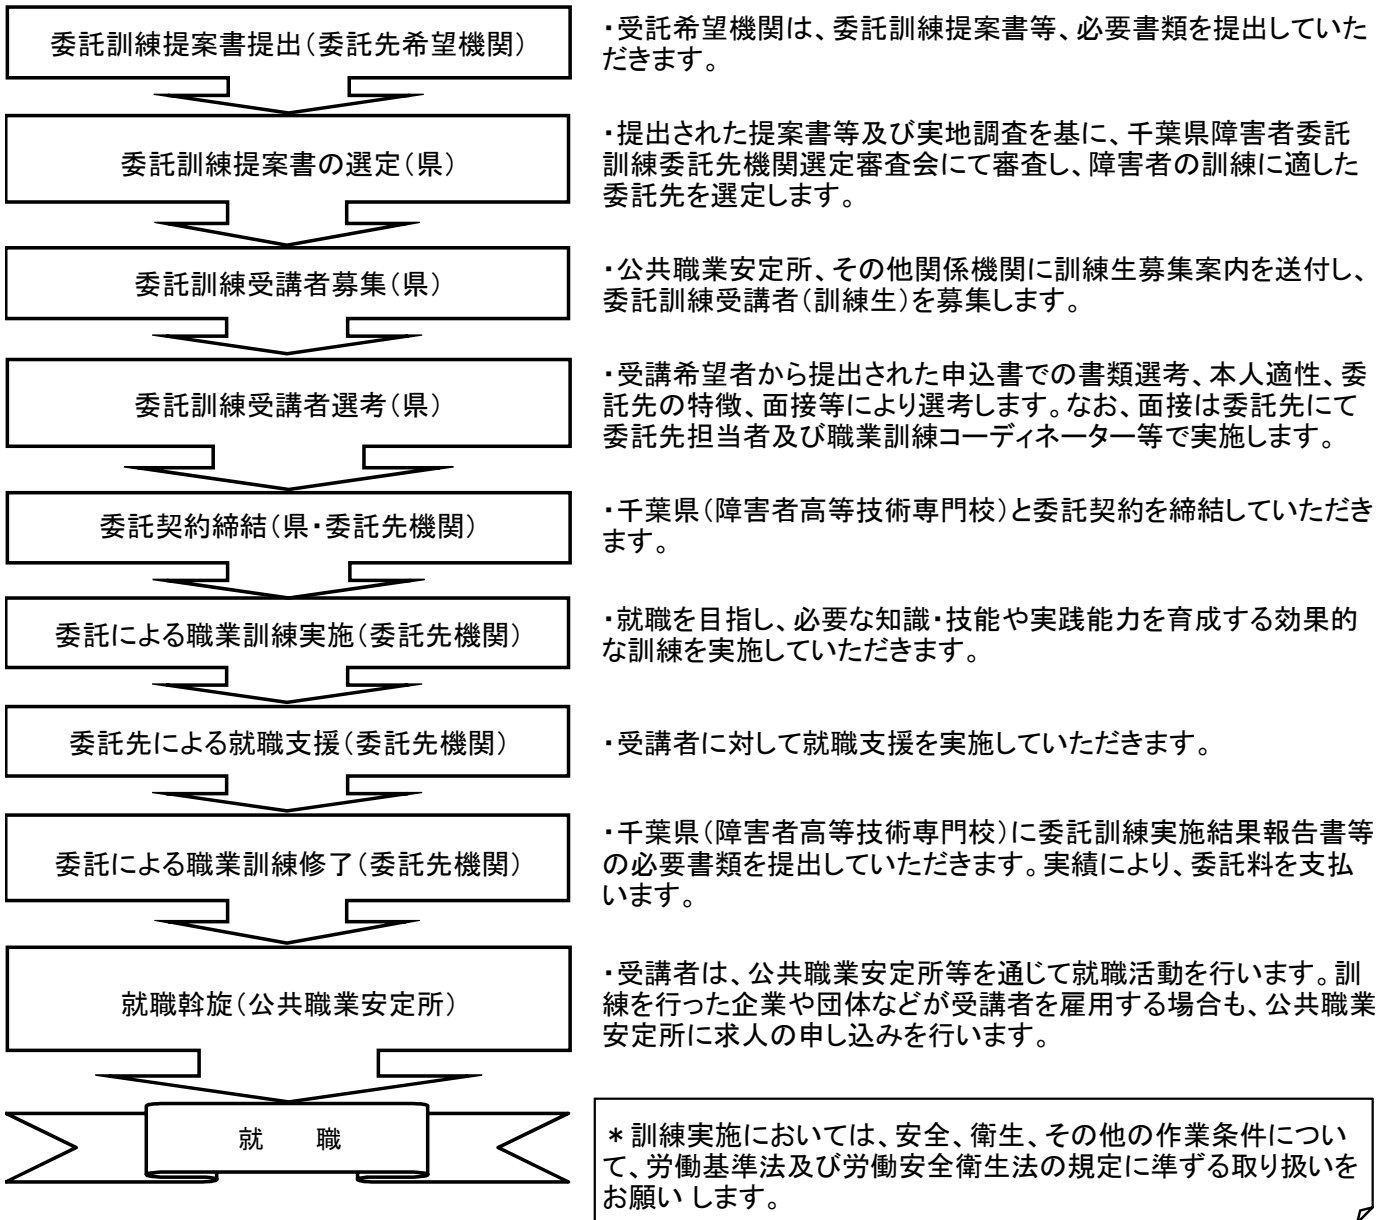 委託訓練提案書提出(委託先希望機関)
・受託希望機関は、委託訓練提案書等、必要書類を提出していた
だきます。
委託訓練提案書の選定(県)
・提出された提案書等及び実地調査を基に、千葉県障害者委託
訓練委託先機関選定審査会にて審査し、障害者の訓練に適した
委託先を選定します。
委託訓練受講者募集(県)
・公共職業安定所、その他関係機関に訓練生募集案内を送付し、
委託訓練受講者(訓練生)を募集します。
委託訓練受講者選考(県)
・受講希望者から提出された申込書での書類選考、本人適性、委
託先の特徴、面接等により選考します。なお、面接は委託先にて
委託先担当者及び職業訓練コーディネーター等で実施します。
委託契約締結(県・委託先機関)
・千葉県(障害者高等技術専門校)と委託契約を締結していただき
ます。
委託による職業訓練実施(委託先機関)
・就職を目指し、必要な知識・技能や実践能力を育成する効果的
な訓練を実施していただきます。
委託先による就職支援(委託先機関)
・受講者に対して就職支援を実施していただきます。
委託による職業訓練修了(委託先機関)
・千葉県(障害者高等技術専門校)に委託訓練実施結果報告書等
の必要書類を提出していただきます。実績により、委託料を支払
います。
就職斡旋(公共職業安定所)
・受講者は、公共職業安定所等を通じて就職活動を行います。訓
練を行った企業や団体などが受講者を雇用する場合も、公共職業
安定所に求人の申し込みを行います。
就　職
＊訓練実施においては、安全、衛生、その他の作業条件につい
て、労働基準法及び労働安全衛生法の規定に準ずる取り扱いを
お願い します。